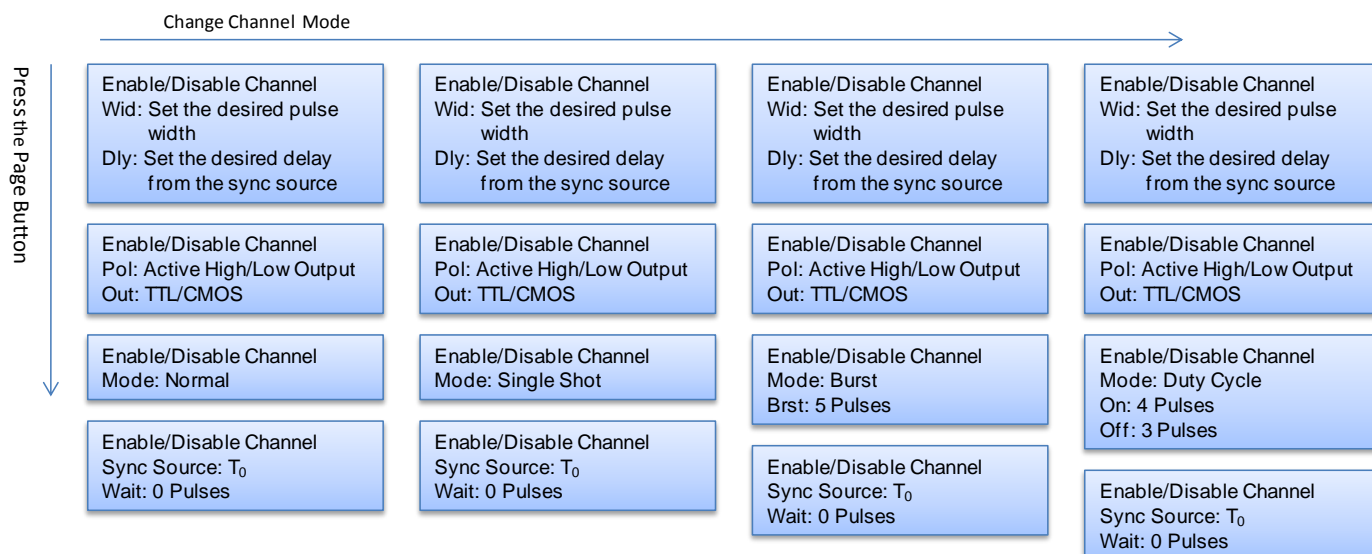 Change Channel Mode
Press the Page Button
Enable/Disable Channel
Wid: Set the desired pulse
width
Dly: Set the desired delay
from the sync source
Enable/Disable Channel
Pol: Active High/Low Output
Out: TTL/CMOS
Enable/Disable Channel
Mode: Normal
Enable/Disable Channel
Sync Source: T₀
Wait: 0 Pulses
Enable/Disable Channel
Wid: Set the desired pulse
width
Dly: Set the desired delay
from the sync source
Enable/Disable Channel
Pol: Active High/Low Output
Out: TTL/CMOS
Enable/Disable Channel
Mode: Single Shot
Enable/Disable Channel
Sync Source: T₀
Wait: 0 Pulses
Enable/Disable Channel
Wid: Set the desired pulse
width
Dly: Set the desired delay
from the sync source
Enable/Disable Channel
Pol: Active High/Low Output
Out: TTL/CMOS
Enable/Disable Channel
Mode: Burst
Brst: 5 Pulses
Enable/Disable Channel
Sync Source: T₀
Wait: 0 Pulses
Enable/Disable Channel
Wid: Set the desired pulse
width
Dly: Set the desired delay
from the sync source
Enable/Disable Channel
Pol: Active High/Low Output
Out: TTL/CMOS
Enable/Disable Channel
Mode: Duty Cycle
On: 4 Pulses
Off: 3 Pulses
Enable/Disable Channel
Sync Source: T₀
Wait: 0 Pulses